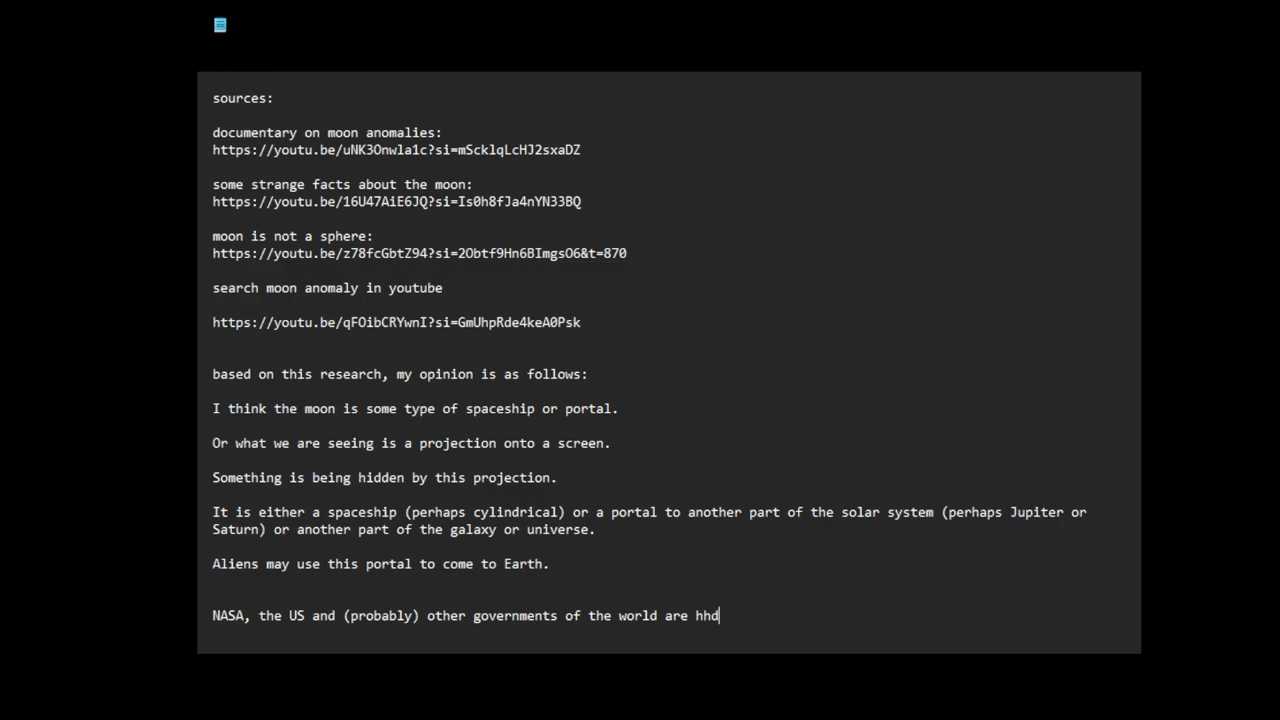 sources:
documentary on moon anomalies:
https://youtu.be/uNK3Onwla1c?si=mScklqLcHJ2sxaDZ
some strange facts about the moon:
https://youtu.be/16U47AiE6JQ?si=Is0h8fJa4nYN33BQ
moon is not a sphere:
https://youtu.be/z78fcGbtZ94?si=2Obtf9Hn6BImgsO6&t=870
search moon anomaly in youtube
https://youtu.be/qFOibCRYwnI?si=GmUhpRde4keA0Psk
based on this research, my opinion is as follows:
I think the moon is some type of spaceship or portal.
Or what we are seeing is a projection onto a screen.
Something is being hidden by this projection.
It is either a spaceship (perhaps cylindrical) or a portal to another part of the solar system (perhaps Jupiter or
Saturn) or another part of the galaxy or universe.
Aliens may use this portal to come to Earth.
NASA, the US and (probably) other governments of the world are hhd